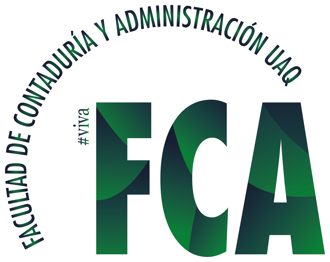 FACULTAD DE CONTADURÍA Y ADMINISTRACIÓN UAQ
#viva
FCA